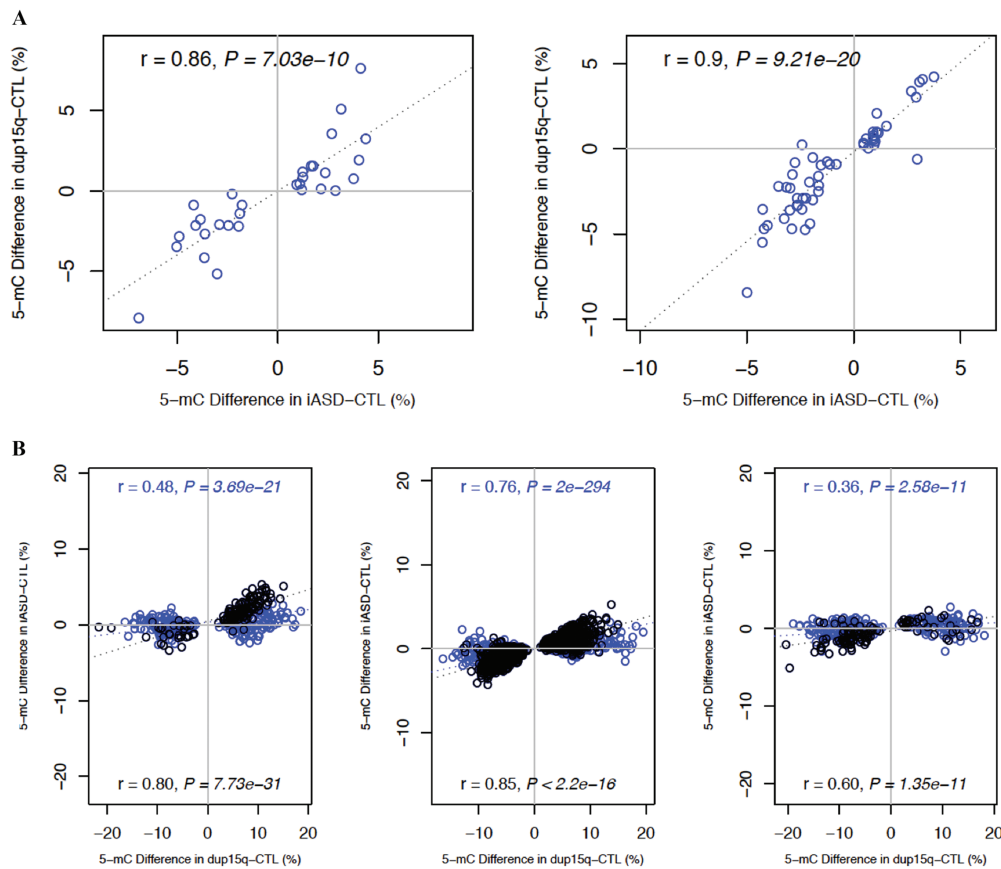 A
r = 0.86, P = 7.03e−10
5−mC Difference in dup15q−CTL (%)
5
0
−5
−5
0
5
5−mC Difference in iASD−CTL (%)
r = 0.9, P = 9.21e−20
5−mC Difference in dup15q−CTL (%)
5
0
−5
−10
−10
−5
0
5
5−mC Difference in iASD−CTL (%)
B
r = 0.48, P = 3.69e−21
5−mC Difference in iASD−CTL (%)
20
10
0
−10
−20
r = 0.80, P = 7.73e−31
−20
−10
0
10
20
5−mC Difference in dup15q−CTL (%)
r = 0.76, P = 2e−294
5−mC Difference in iASD−CTL (%)
20
10
0
−10
r = 0.85, P < 2.2e−16
−10
0
10
20
5−mC Difference in dup15q−CTL (%)
r = 0.36, P = 2.58e−11
5−mC Difference in iASD−CTL (%)
20
10
0
−10
−20
r = 0.60, P = 1.35e−11
−20
−10
0
10
20
5−mC Difference in dup15q−CTL (%)